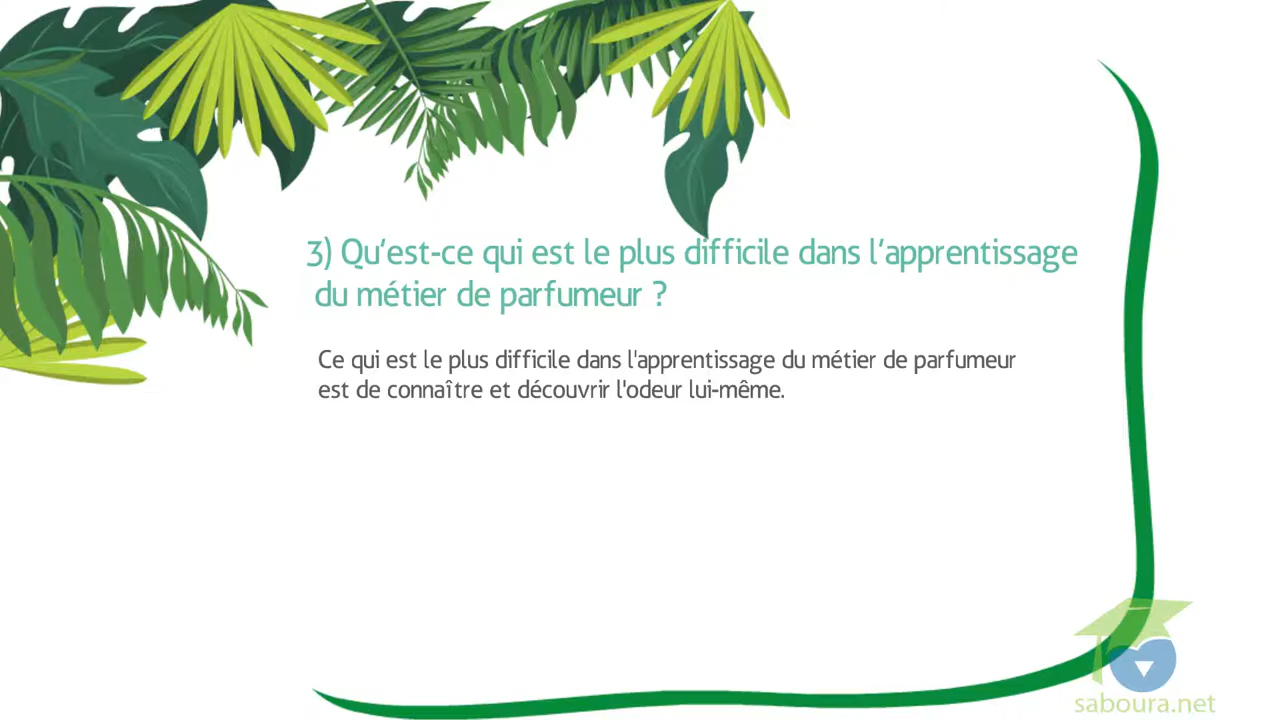 3) Qu’est-ce qui est le plus difficile dans l’apprentissage
du métier de parfumeur ?
Ce qui est le plus difficile dans l'apprentissage du métier de parfumeur
est de connaître et découvrir l'odeur lui-même.
saboura.net